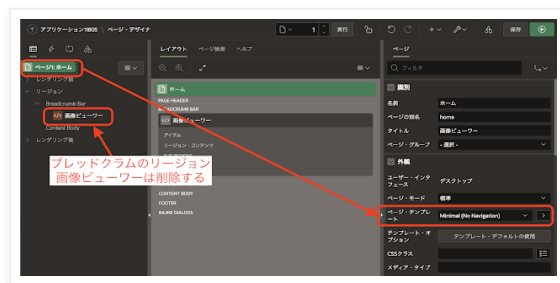 アプリケーション11805 \ ページ・デザイナ
1
実行
保存
ページ1: ホーム
レンダリング前
リージョン
Breadcrumb Bar
画像ビューワー
Content Body
レンダリング後
ブレッドクラムのリージョン
画像ビューワーは削除する
レイアウト
ページ検索
ヘルプ
ホーム
PAGE HEADER
BREADCRUMB BAR
画像ビューワー
アイテム
リージョン・コンテンツ
CONTENT BODY
FOOTER
INLINE DIALOGS
ページ
フィルタ
識別
名前
ホーム
ページの別名
home
タイトル
画像ビューワー
ページ・グループ
- 選択 -
外観
ユーザー・インタフェース
デスクトップ
ページ・モード
標準
ページ・テンプレート
Minimal (No Navigation)
テンプレート・オプション
テンプレート・デフォルトの使用
CSSクラス
メディア・タイプ